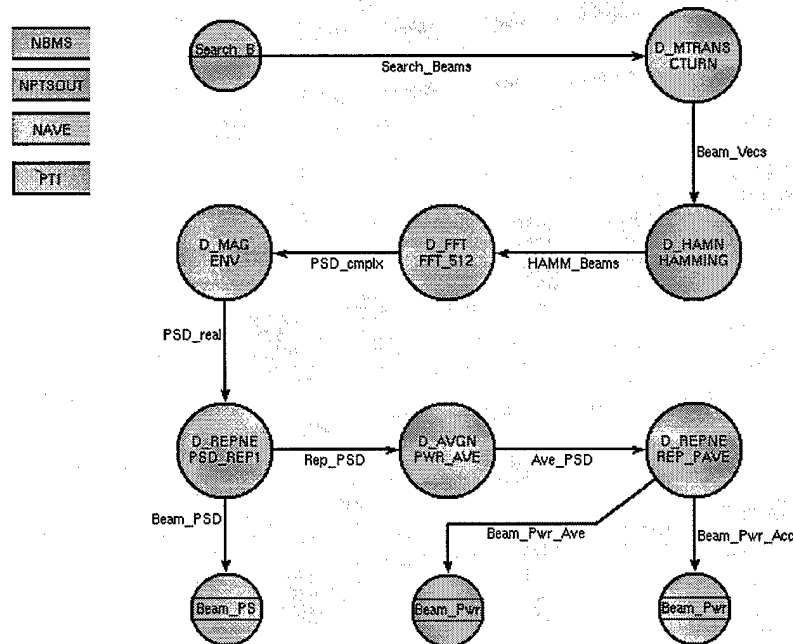 NBMS
NPTSOUT
NAVE
PT1
Search_B
Search_Beams
D_MTRANS
CTURN
Beam_Vecs
D_MAG
ENV
PSD_cmplx
D_FFT
FFT_512
HAMM_Beams
D_HAMN
HAMMING
PSD_real
D_REPNE
PSD_REP1
Rep_PSD
D_AVGN
PWR_AVE
Ave_PSD
D_REPNE
REP_PAVE
Beam_PSD
Beam_Pwr_Ave
Beam_Pwr_Acc
Beam_PS
Beam_Pwr
Beam_Pwr